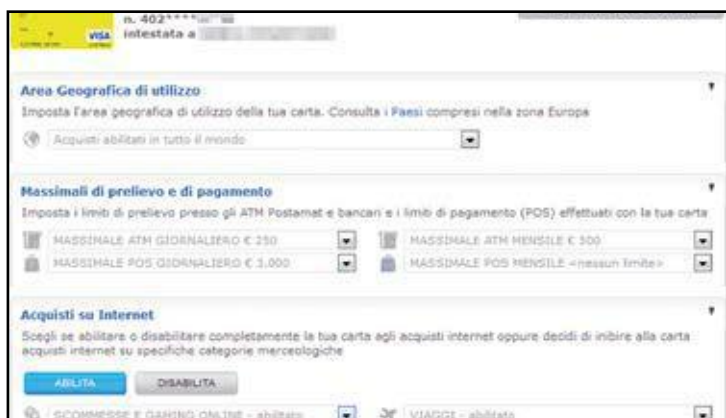 n. 402****
VISA
intestata a
Area Geografica di utilizzo
Imposta l'area geografica di utilizzo della tua carta. Consulta i Paesi compresi nella zona Europa
Acquisti abilitati in tutto il mondo
Massimali di prelievo e di pagamento
Imposta i limiti di prelievo presso gli ATM Postamat e bancari e i limiti di pagamento (POS) effettuati con la tua carta
MASSIMALE ATM GIORNALIERO € 250 MASSIMALE ATM MENSILE € 500
MASSIMALE POS GIORNALIERO € 3.000 MASSIMALE POS MENSILE <nessun limite>
Acquisti su Internet
Scegli se abilitare o disabilitare completamente la tua carta agli acquisti internet oppure decidi di inibire alla carta
acquisti internet su specifiche categorie merceologiche
ABILITA DISABILITA
SCOMMESSE E GAMING ONLINE - abilitato VIAGGI - abilitato